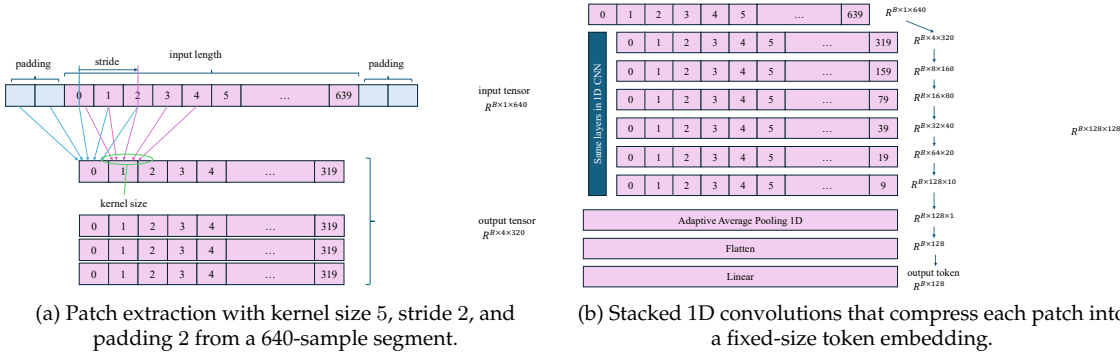 input length
padding
stride
padding
0 1 2 3 4 5 ... 639
input tensor
R^{B×1×640}
0 1 2 3 4 ... 319
kernel size
output tensor
R^{B×4×320}
0 1 2 3 4 ... 319
0 1 2 3 4 ... 319
0 1 2 3 4 ... 319
(a) Patch extraction with kernel size 5, stride 2, and
padding 2 from a 640-sample segment.
0 1 2 3 4 5 ... 639
R^{B×1×640}
Same layers in 1D CNN
0 1 2 3 4 5 ... 319
R^{B×4×320}
0 1 2 3 4 5 ... 159
R^{B×8×160}
0 1 2 3 4 5 ... 79
R^{B×16×80}
0 1 2 3 4 5 ... 39
R^{B×32×40}
0 1 2 3 4 5 ... 19
R^{B×64×20}
0 1 2 3 4 5 ... 9
R^{B×128×10}
Adaptive Average Pooling 1D
R^{B×128×1}
Flatten
R^{B×128}
Linear
output token
R^{B×128}
R^{B×128×128}
(b) Stacked 1D convolutions that compress each patch into
a fixed-size token embedding.